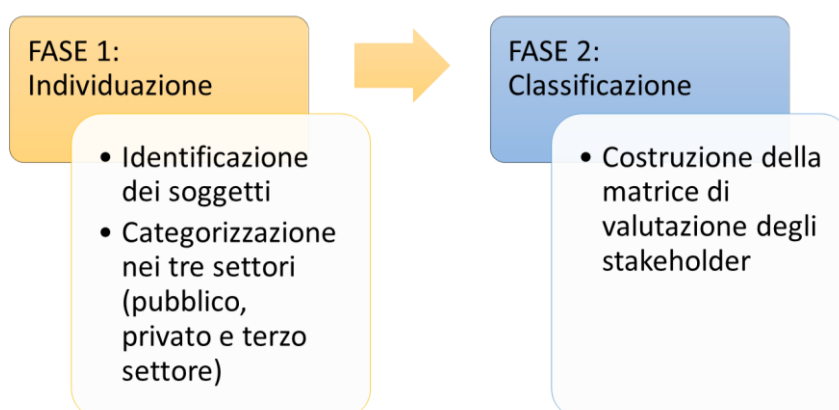 FASE 1:
Individuazione
• Identificazione
dei soggetti
• Categorizzazione
nei tre settori
(pubblico,
privato e terzo
settore)
FASE 2:
Classificazione
• Costruzione della
matrice di
valutazione degli
stakeholder